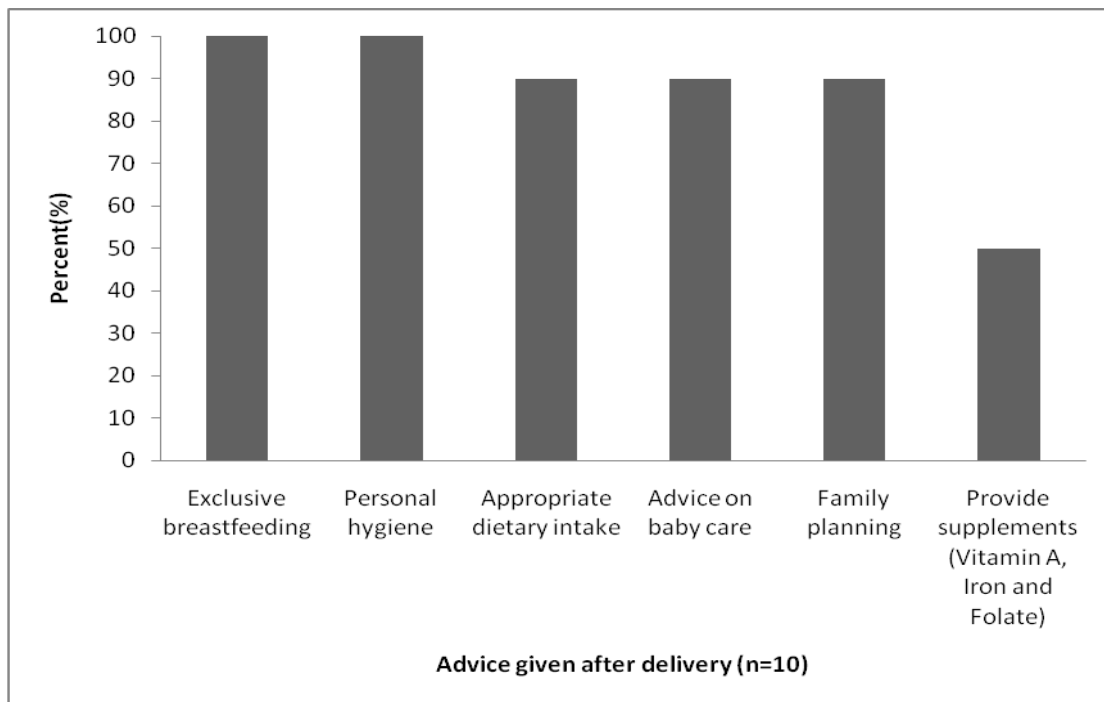 100
90
80
70
60
50
40
30
20
10
0
Percent(%)
Exclusive
breastfeeding
Personal
hygiene
Appropriate
dietary intake
Advice on
baby care
Family
planning
Provide
supplements
(Vitamin A,
Iron and
Folate)
Advice given after delivery (n=10)